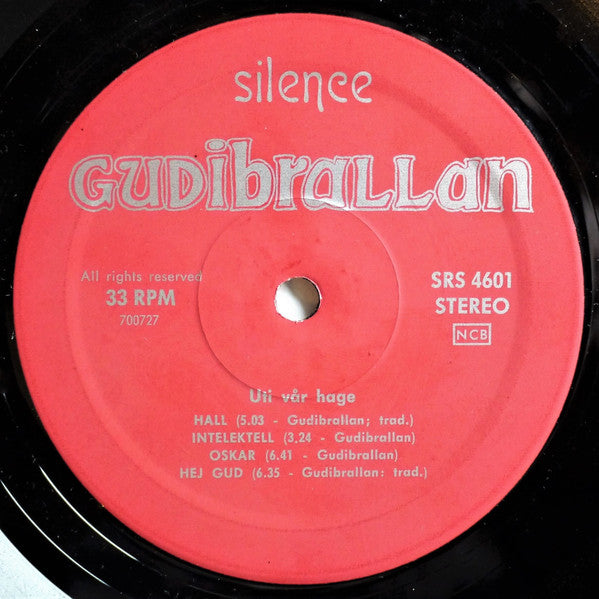 silence
GUDibraLLan
All rights reserved
33 RPM
700727
SRS 4601
STEREO
NCB
Uti vår hage
HALL (5.03 - Gudibrallan; trad.)
INTELEKTELL (3,24 - Gudibrallan)
OSKAR (6.41 - Gudibrallan)
HEJ GUD (6.35 - Gudibrallan: trad.)